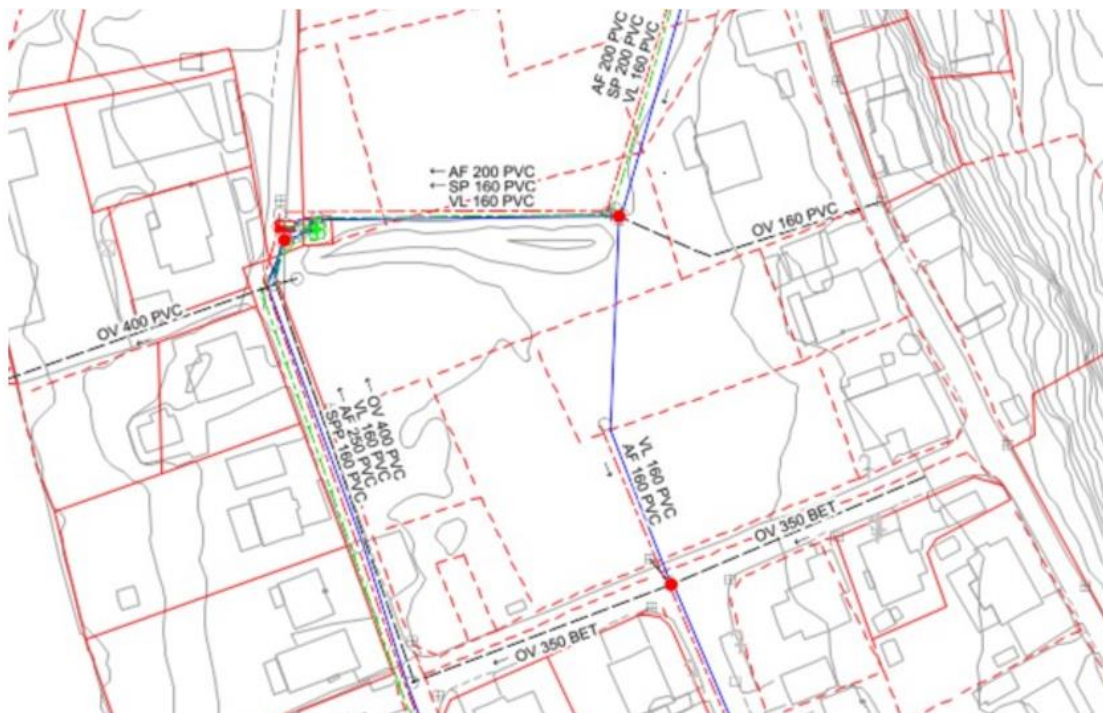 AF 200 PVC
SP 200 PVC
VL 160 PVC
← AF 200 PVC
← SP 160 PVC
VL 160 PVC
OV 160 PVC
OV 400 PVC
← OV 400 PVC
VL 160 PVC
← AF 250 PVC
SPP 160 PVC
VL 160 PVC
AF 160 PVC
OV 350 BET
OV 350 BET